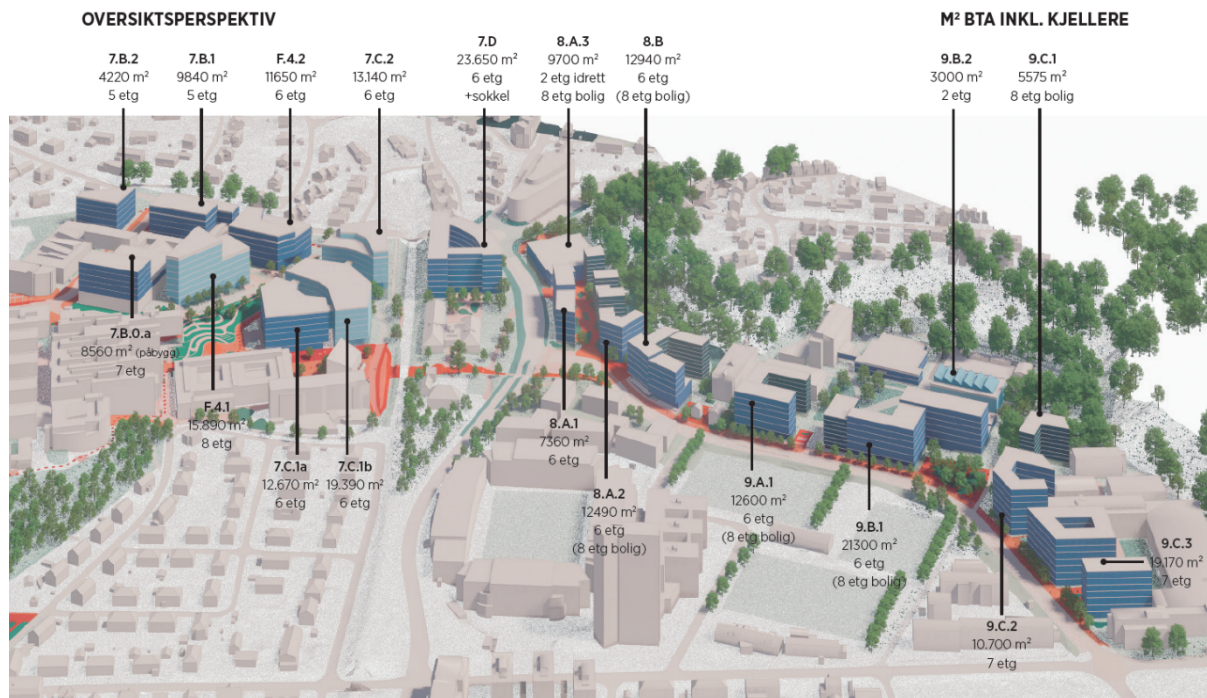 OVERSIKTSPERSPEKTIV
M² BTA INKL. KJELLERE
7.B.2
4220 m²
5 etg
7.B.1
9840 m²
5 etg
F.4.2
11650 m²
6 etg
7.C.2
13.140 m²
6 etg
7.D
23.650 m²
6 etg
+sokkel
8.A.3
9700 m²
2 etg idrett
8 etg bolig
8.B
12940 m²
6 etg
(8 etg bolig)
9.B.2
3000 m²
2 etg
9.C.1
5575 m²
8 etg bolig
7.B.0.a
8560 m² (påbygg)
7 etg
F.4.1
15.890 m²
8 etg
7.C.1a
12.670 m²
6 etg
7.C.1b
19.390 m²
6 etg
8.A.1
7360 m²
6 etg
8.A.2
12490 m²
6 etg
(8 etg bolig)
9.A.1
12600 m²
6 etg
(8 etg bolig)
9.B.1
21300 m²
6 etg
(8 etg bolig)
9.C.2
10.700 m²
7 etg
9.C.3
19.170 m²
7 etg